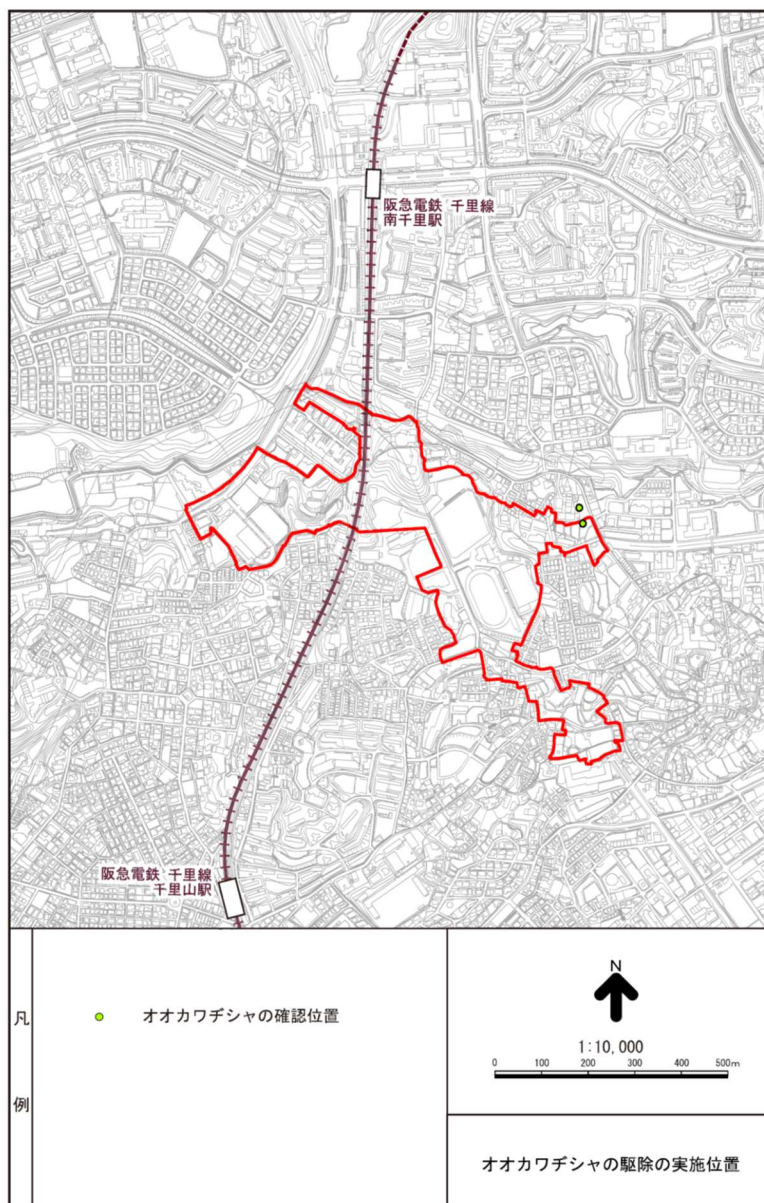 阪急電鉄 千里線
南千里駅
阪急電鉄 千里線
千里山駅
凡
例
オオカワヂシャの確認位置
N
1:10,000
0 100 200 300 400 500m
オオカワヂシャの駆除の実施位置